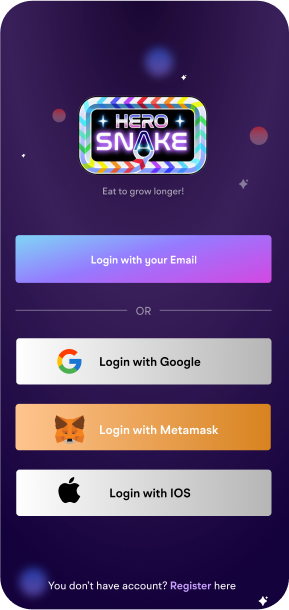 HERO
SNAKE
Eat to grow longer!
Login with your Email
OR
Login with Google
Login with Metamask
Login with IOS
You don't have account? Register here